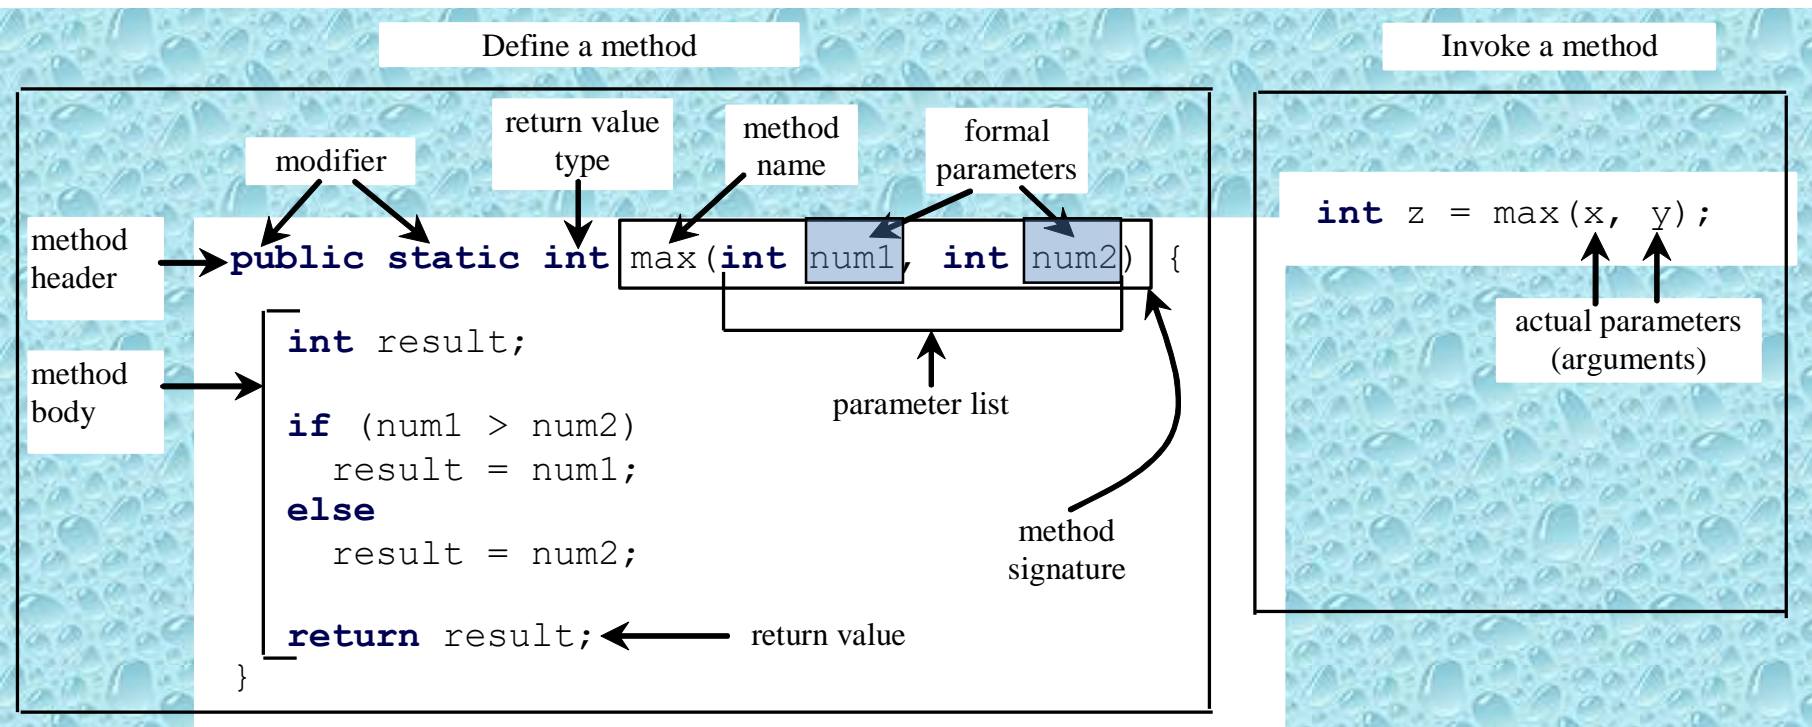 Define a method
Invoke a method
return value
type
method
name
formal
parameters
modifier
method
header
public static int max(int num1, int num2) {
int result;
method
body
parameter list
if (num1 > num2)
result = num1;
else
result = num2;
method
signature
return result;
return value
}
int z = max(x, y);
actual parameters
(arguments)